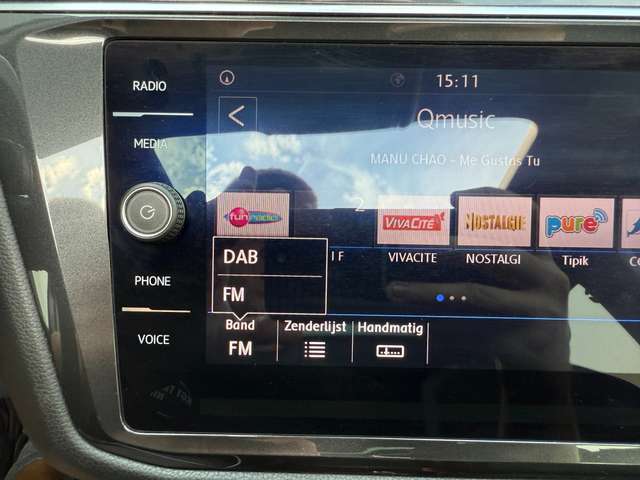 RADIO
MEDIA
PHONE
VOICE
15:11
<
Qmusic
MANU CHAO - Me Gustas Tu
fun radio
2
VIVACITÉ
NOSTALGIE
pure
I F
VIVACITE
NOSTALGI
Tipik
DAB
FM
Band
FM
Zenderlijst
Handmatig